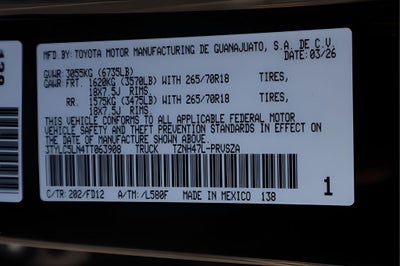 MFD.BY: TOYOTA MOTOR MANUFACTURING DE GUANAJUATO, S.A. DE C.V.
DATE: 03/26
GVWR: 3055KG (6735LB)
GAWR: FRT. 1620KG (3570LB) WITH 265/70R18 TIRES,
18X7.5J RIMS
RR. 1575KG (3475LB) WITH 265/70R18 TIRES,
18X7.5J RIMS
THIS VEHICLE CONFORMS TO ALL APPLICABLE FEDERAL MOTOR
VEHICLE SAFETY AND THEFT PREVENTION STANDARDS IN EFFECT ON
THE DATE OF MANUFACTURE SHOWN ABOVE.
3TYLC5LN4TT063908 TRUCK TZNH47L-PRVSZA
1
C/TR: 202/FD12 A/TM: /L580F MADE IN MEXICO 138